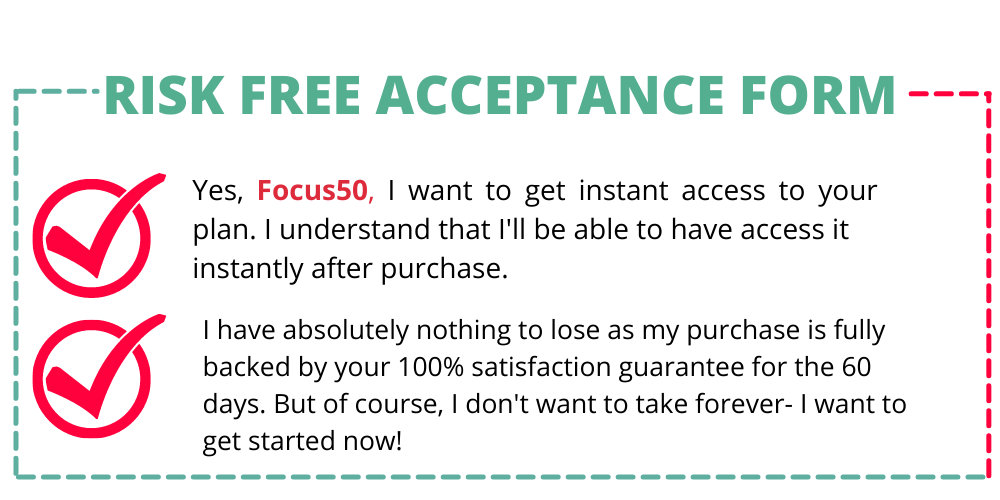 RISK FREE ACCEPTANCE FORM
Yes, Focus50, I want to get instant access to your
plan. I understand that I'll be able to have access it
instantly after purchase.
I have absolutely nothing to lose as my purchase is fully
backed by your 100% satisfaction guarantee for the 60
days. But of course, I don't want to take forever- I want to
get started now!